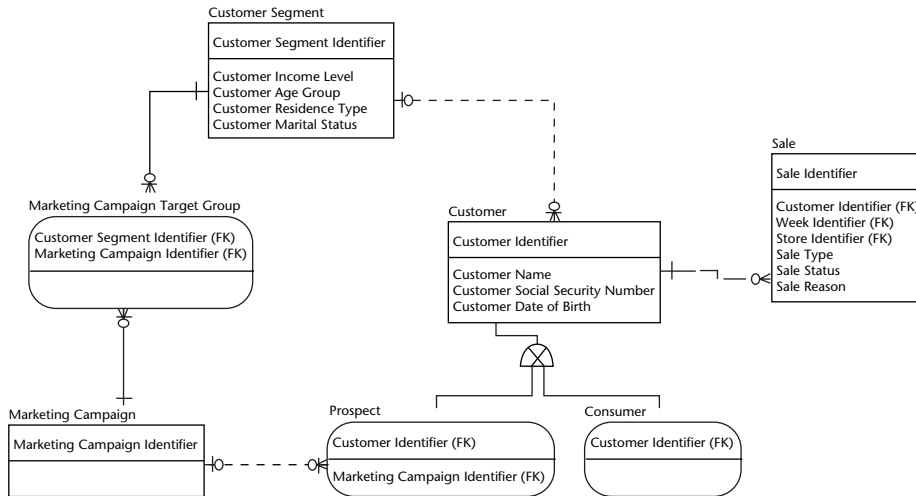 Customer Segment
Customer Segment Identifier
Customer Income Level
Customer Age Group
Customer Residence Type
Customer Marital Status
Sale
Sale Identifier
Customer Identifier (FK)
Week Identifier (FK)
Store Identifier (FK)
Sale Type
Sale Status
Sale Reason
Marketing Campaign Target Group
Customer Segment Identifier (FK)
Marketing Campaign Identifier (FK)
Customer
Customer Identifier
Customer Name
Customer Social Security Number
Customer Date of Birth
Marketing Campaign
Marketing Campaign Identifier
Prospect
Customer Identifier (FK)
Marketing Campaign Identifier (FK)
Consumer
Customer Identifier (FK)